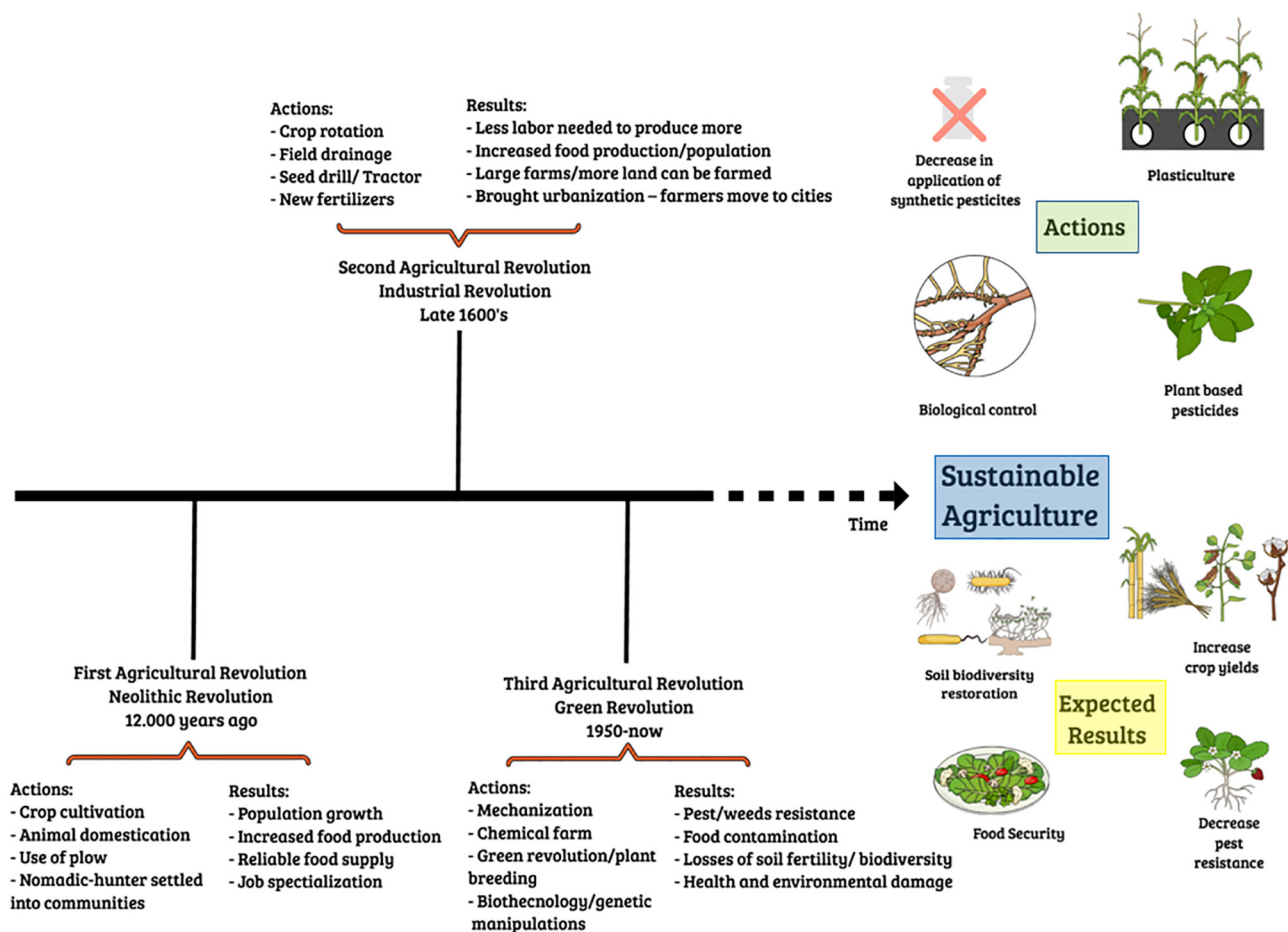 Actions:
- Crop rotation
- Field drainage
- Seed drill/ Tractor
- New fertilizers
Results:
- Less labor needed to produce more
- Increased food production/population
- Large farms/more land can be farmed
- Brought urbanization – farmers move to cities
Second Agricultural Revolution
Industrial Revolution
Late 1600's
Decrease in
application of
synthetic pesticites
Plasticulture
Actions
Biological control
Plant based
pesticides
Time
Sustainable
Agriculture
First Agricultural Revolution
Neolithic Revolution
12.000 years ago
Actions:
- Crop cultivation
- Animal domestication
- Use of plow
- Nomadic-hunter settled
into communities
Results:
- Population growth
- Increased food production
- Reliable food supply
- Job spectialization
Third Agricultural Revolution
Green Revolution
1950-now
Actions:
- Mechanization
- Chemical farm
- Green revolution/plant
breeding
- Biothecnology/genetic
manipulations
Results:
- Pest/weeds resistance
- Food contamination
- Losses of soil fertility/ biodiversity
- Health and environmental damage
Soil biodiversity
restoration
Increase
crop yields
Expected
Results
Food Security
Decrease
pest
resistance